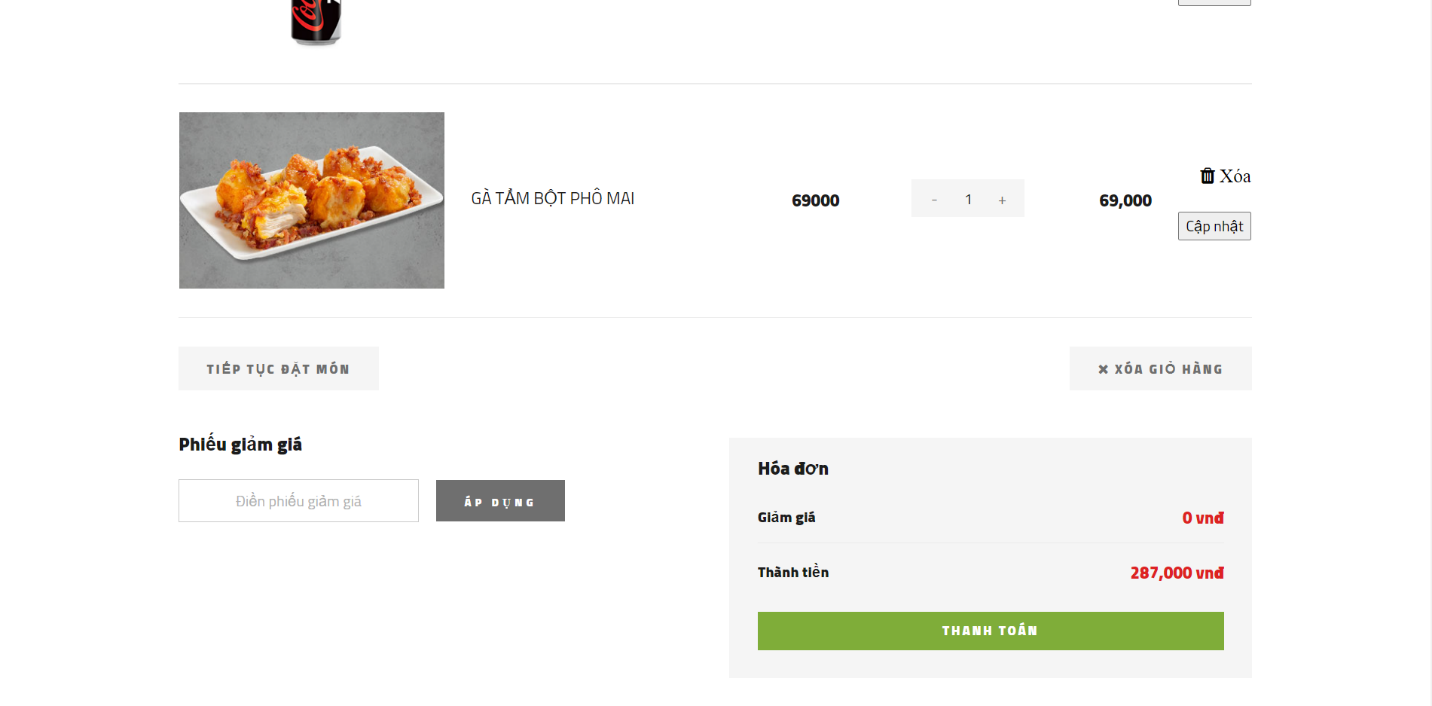 Xóa
GÀ TẨM BỘT PHÔ MAI 69000 - 1 + 69,000
Cập nhật
TIẾP TỤC ĐẶT MÓN
✖ XÓA GIỎ HÀNG
Phiếu giảm giá
Điền phiếu giảm giá
ÁP DỤNG
Hóa đơn
Giảm giá 0 vnđ
Thành tiền 287,000 vnđ
THANH TOÁN